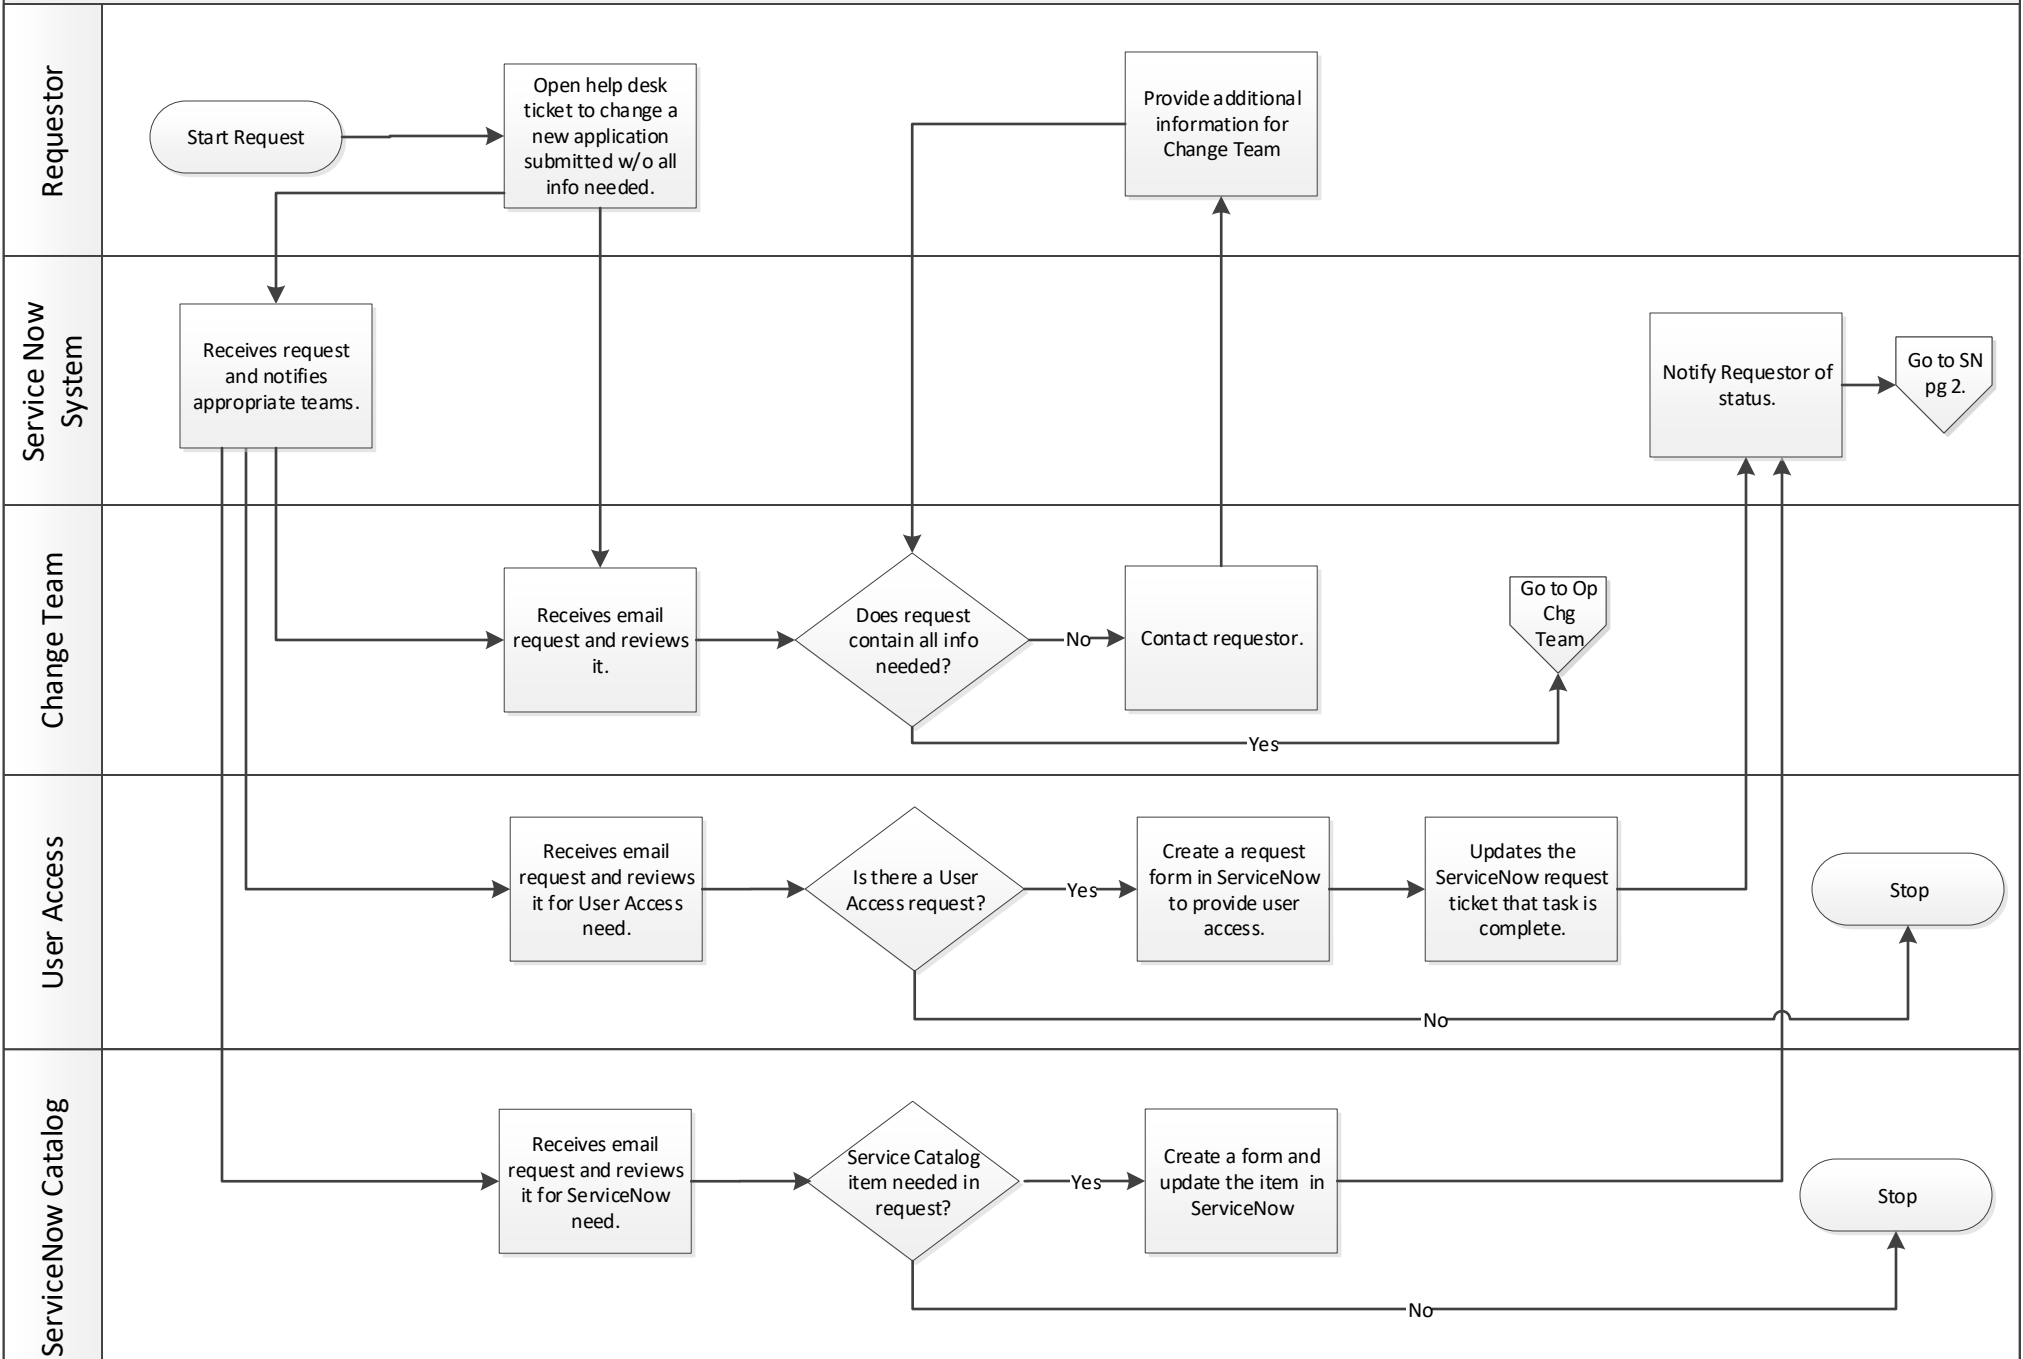 Requestor
Start Request
Open help desk
ticket to change a
new application
submitted w/o all
info needed.
Provide additional
information for
Change Team
Service Now
System
Receives request
and notifies
appropriate teams.
Notify Requestor of
status.
Go to SN
pg 2.
Change Team
Receives email
request and reviews
it.
Does request
contain all info
needed?
No
Contact requestor.
Go to Op
Chg
Team
Yes
User Access
Receives email
request and reviews
it for User Access
need.
Is there a User
Access request?
Yes
Create a request
form in ServiceNow
to provide user
access.
Updates the
ServiceNow request
ticket that task is
complete.
Stop
No
ServiceNow Catalog
Receives email
request and reviews
it for ServiceNow
need.
Service Catalog
item needed in
request?
Yes
Create a form and
update the item in
ServiceNow
Stop
No